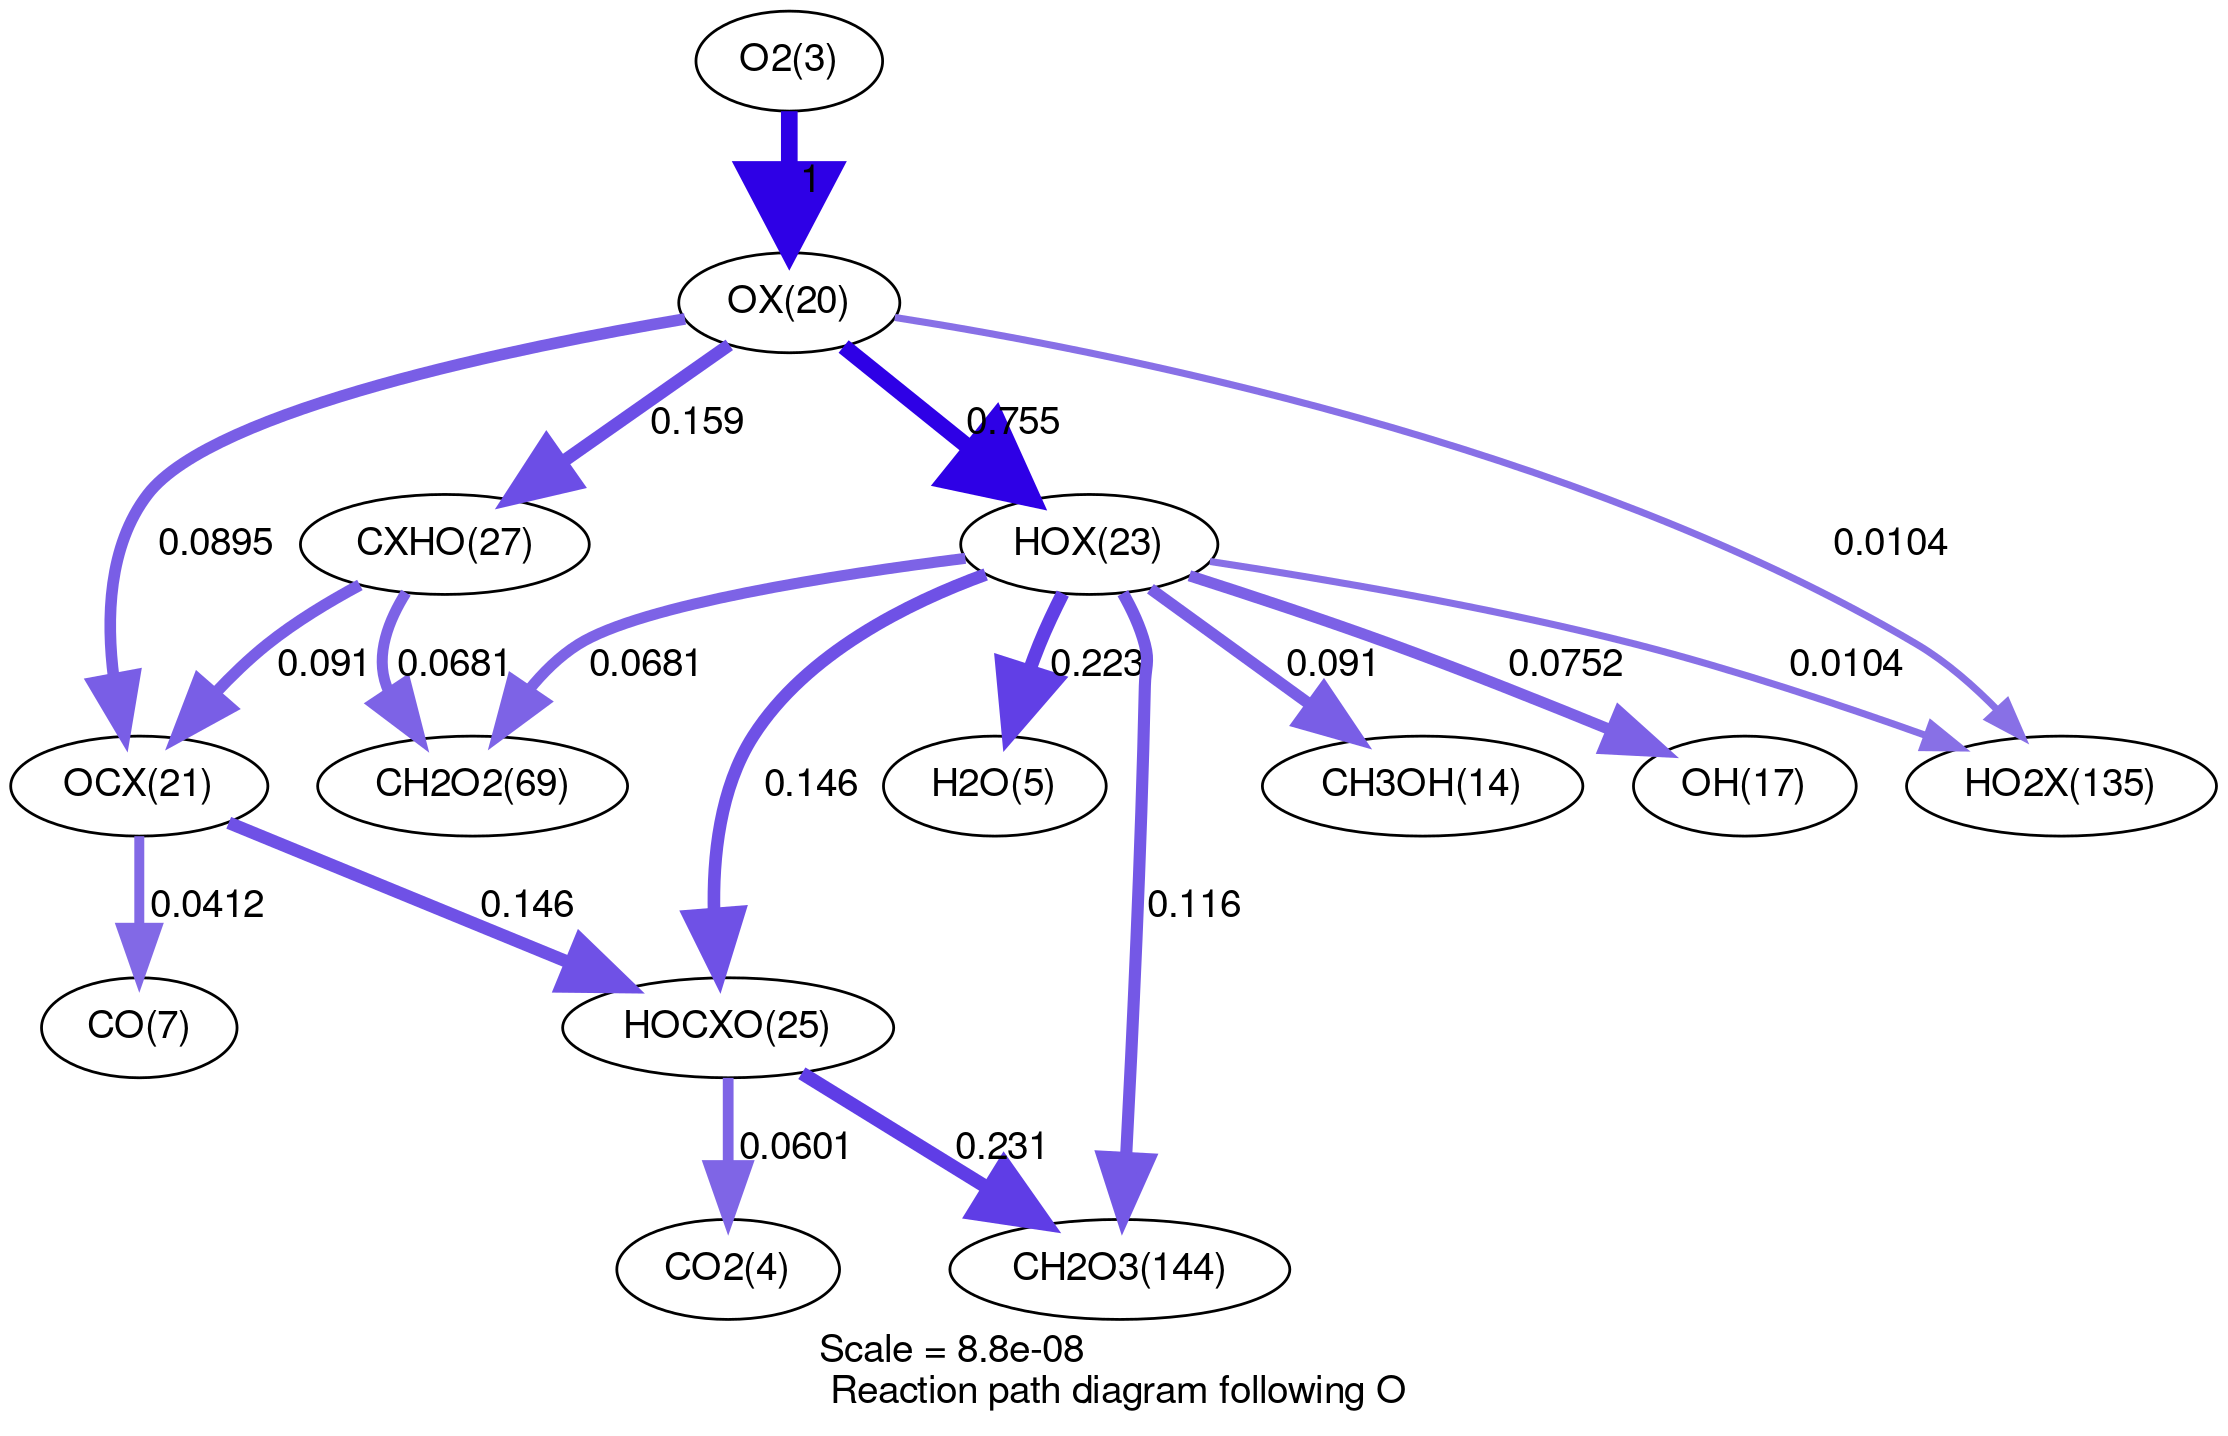 O2(3)
1
OX(20)
0.159
0.755
0.0895
CXHO(27)
HOX(23)
0.0104
0.091
0.0681
0.0681
0.223
0.091
0.0752
0.0104
OCX(21)
CH2O2(69)
0.146
H2O(5)
CH3OH(14)
OH(17)
HO2X(135)
0.0412
0.146
0.116
CO(7)
HOCXO(25)
0.0601
0.231
CO2(4)
CH2O3(144)
Scale = 8.8e-08
Reaction path diagram following O